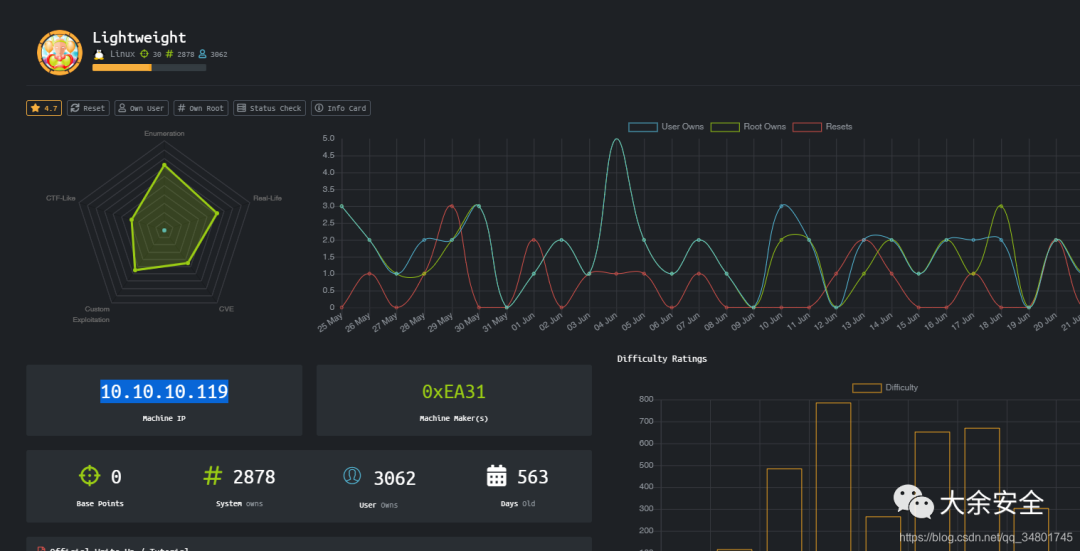 Lightweight
Linux 30 # 2878 3062
4.7 Reset Own User # Own Root Status Check Info Card
Enumeration
CTF-Like
Real-Life
Custom Exploitation
CVE
User Owns Root Owns Resets
5.0
4.5
4.0
3.5
3.0
2.5
2.0
1.5
1.0
0.5
0
25 May 26 May 27 May 28 May 29 May 30 May 31 May 01 Jun 02 Jun 03 Jun 04 Jun 05 Jun 06 Jun 07 Jun 08 Jun 09 Jun 10 Jun 11 Jun 12 Jun 13 Jun 14 Jun 15 Jun 16 Jun 17 Jun 18 Jun 19 Jun 20 Jun
10.10.10.119
Machine IP
0xEA31
Machine Maker(s)
0
Base Points
# 2878
System owns
3062
User Owns
563
Days Old
Difficulty Ratings
Difficulty
800
700
600
500
400
300
200
大余安全
https://blog.csdn.net/qq_34801745